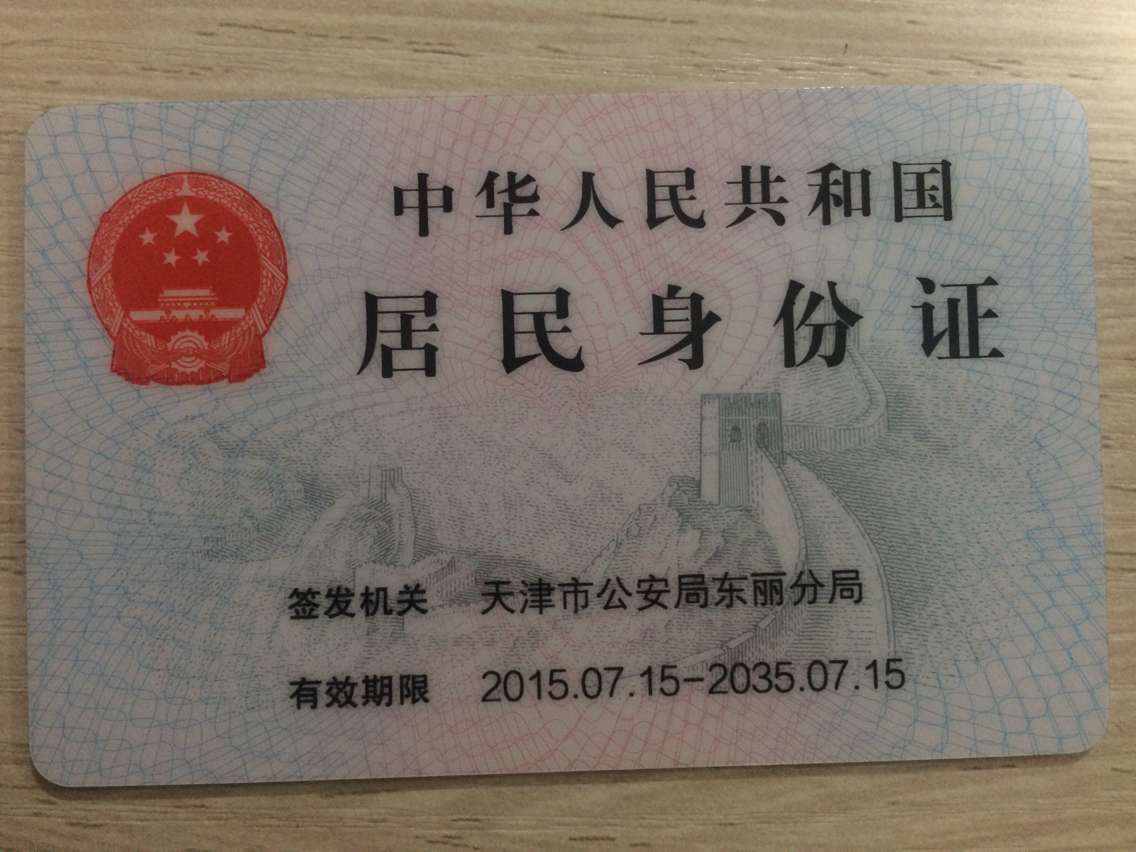 中华人民共和国
居民身份证
签发机关 天津市公安局东丽分局
有效期限 2015.07.15-2035.07.15